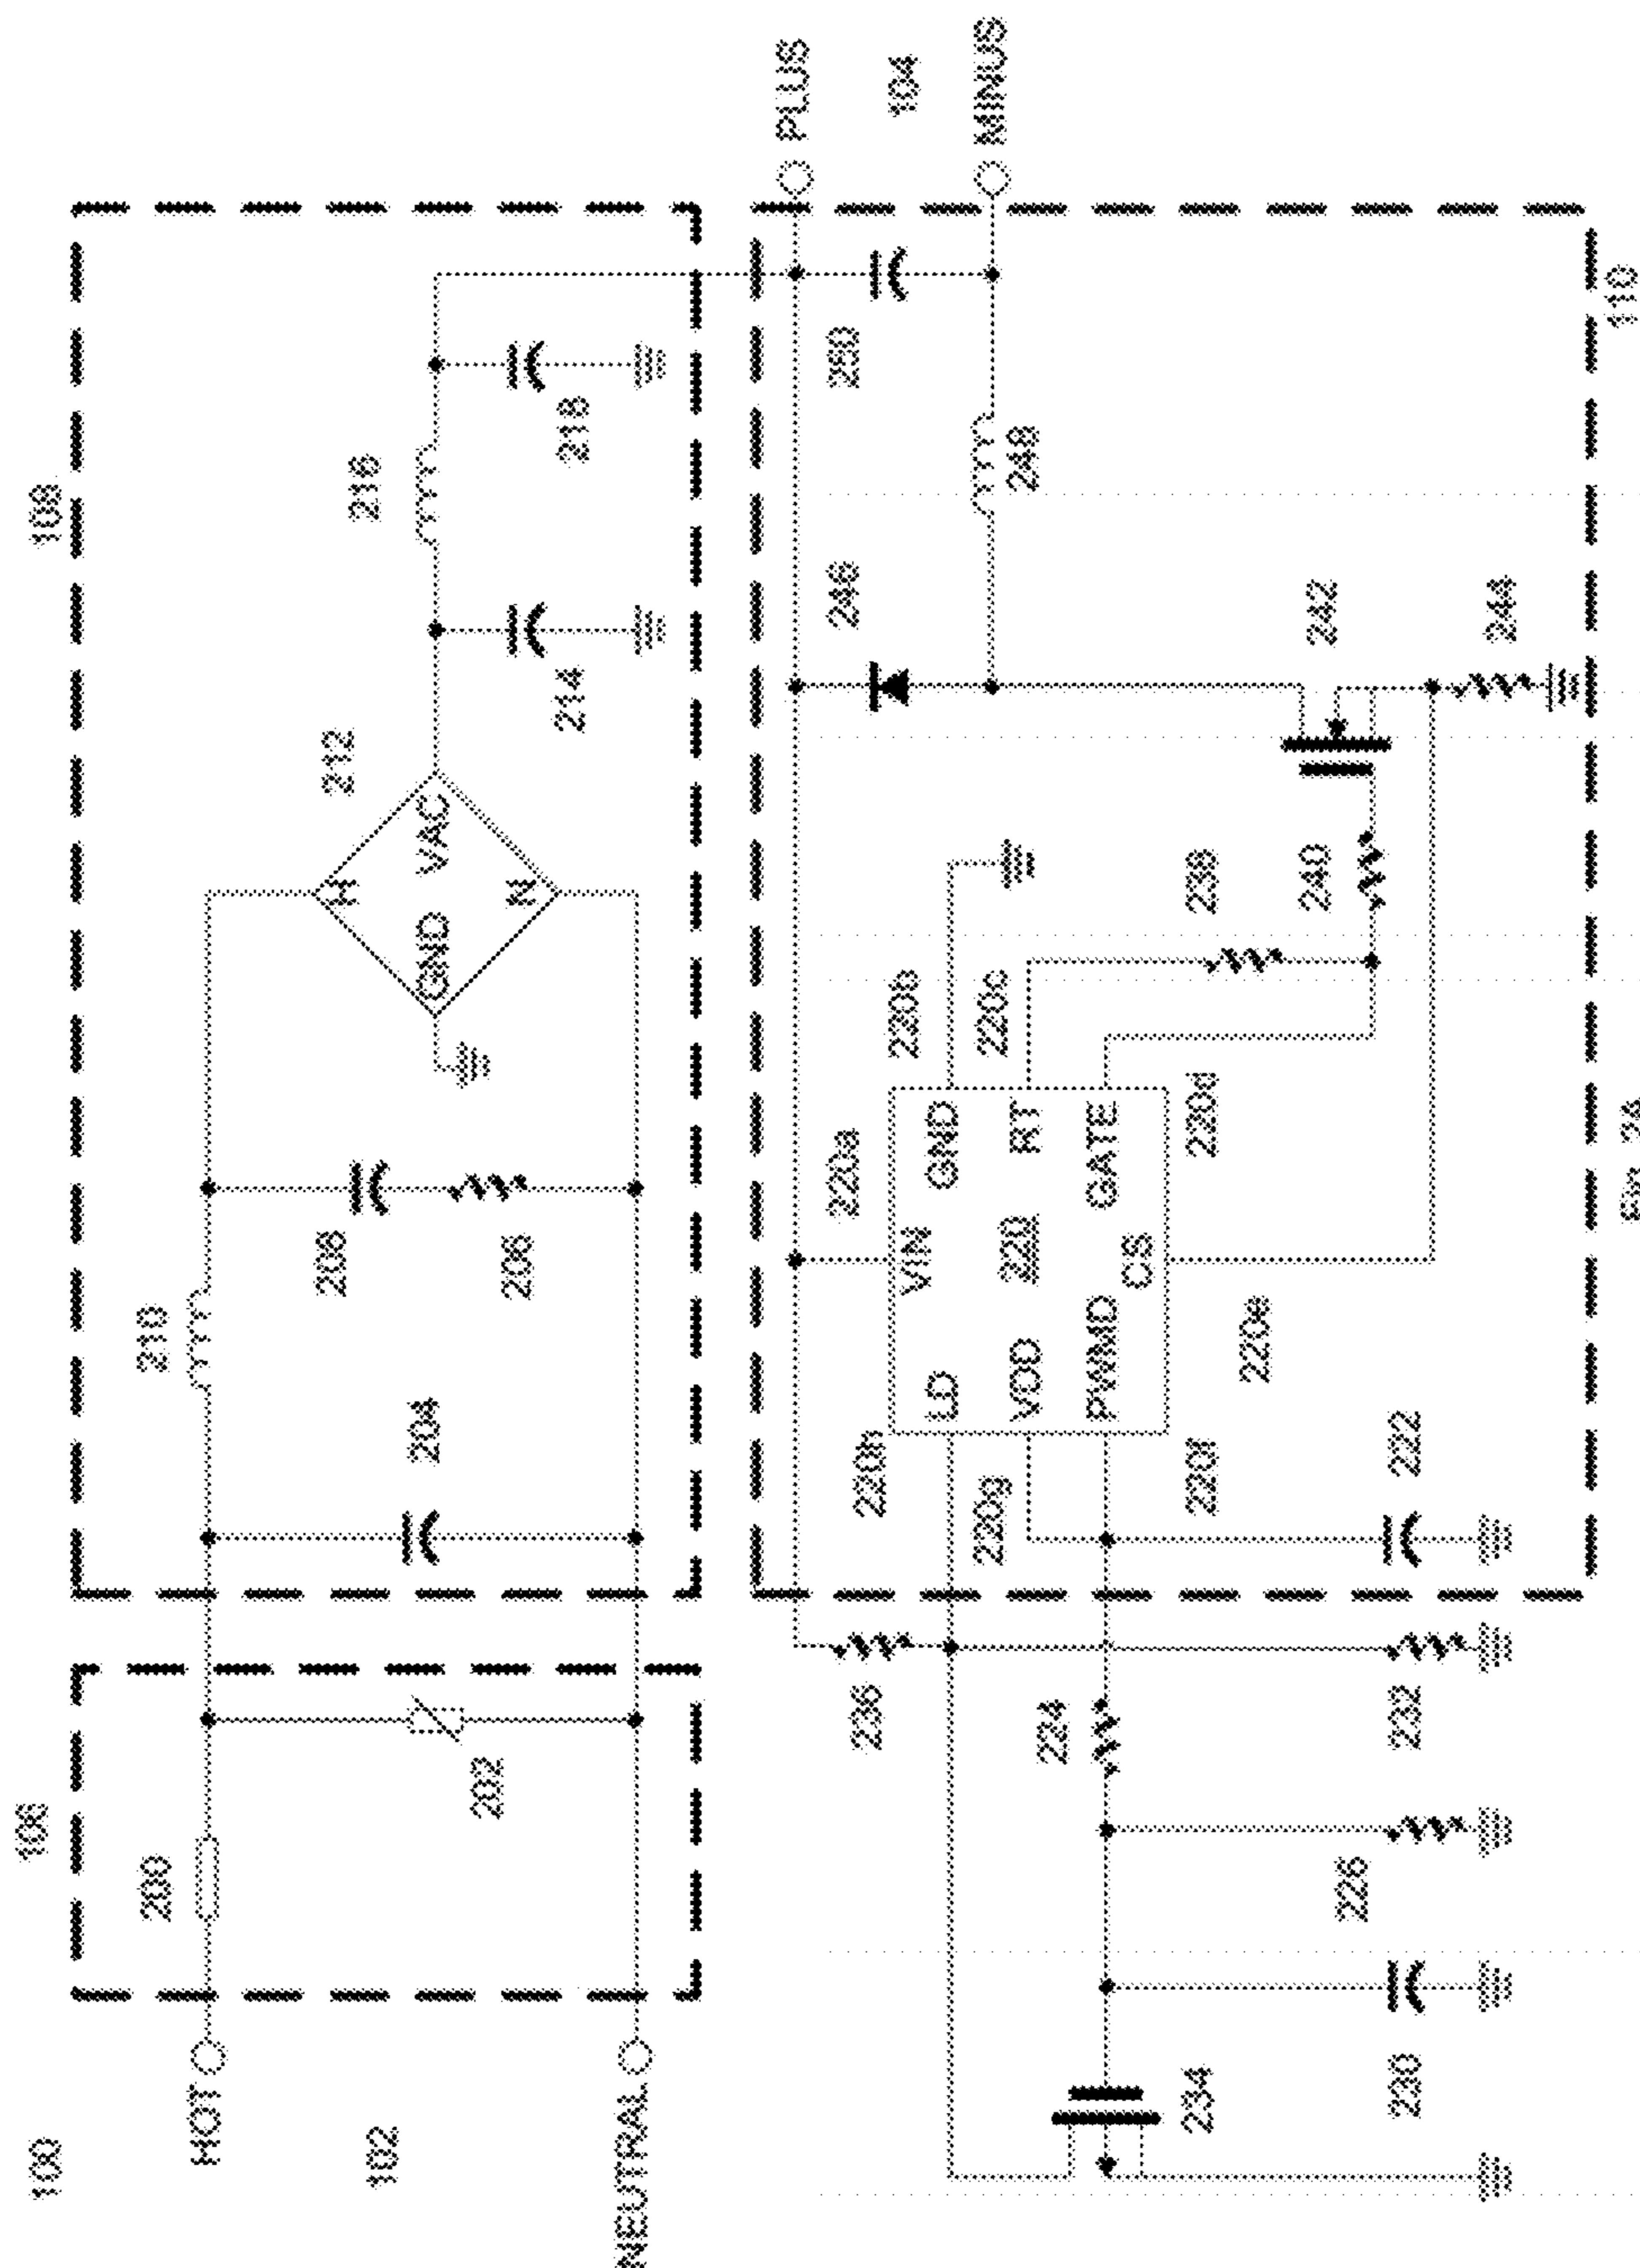 100
106
108
HOT
200
210
212
216
102
202
204
208
206
H
GND VAC
N
214
218
NEUTRAL
PLUS
104
MINUS
236
220h
220a
220b
246
250
LD
VIN
GND
220g
220c
248
224
VDD
220
RT
PWMD
GATE
CS
234
220f
220d
238
220e
230
226
232
222
240
242
244
110
Fig. 2A